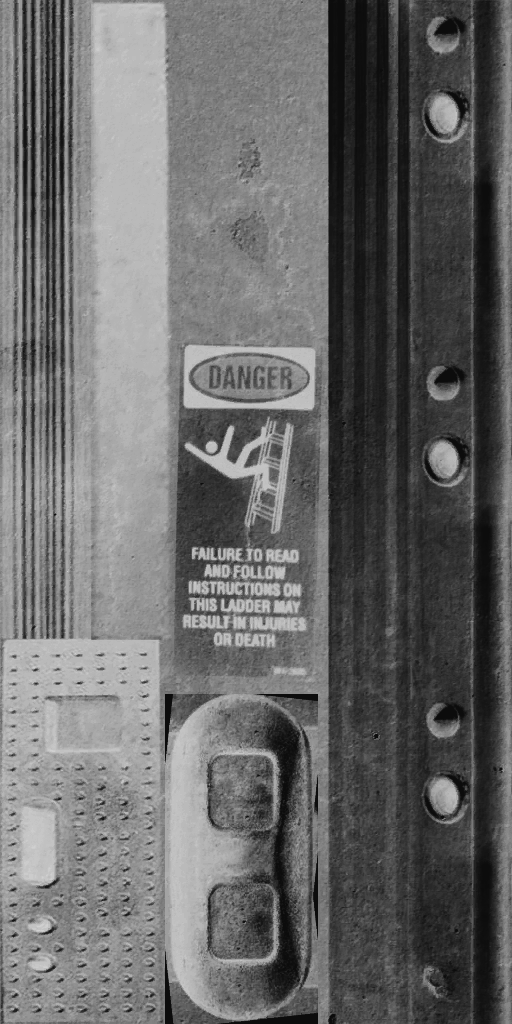 DANGER
FAILURE TO READ
AND FOLLOW
INSTRUCTIONS ON
THIS LADDER MAY
RESULT IN INJURIES
OR DEATH